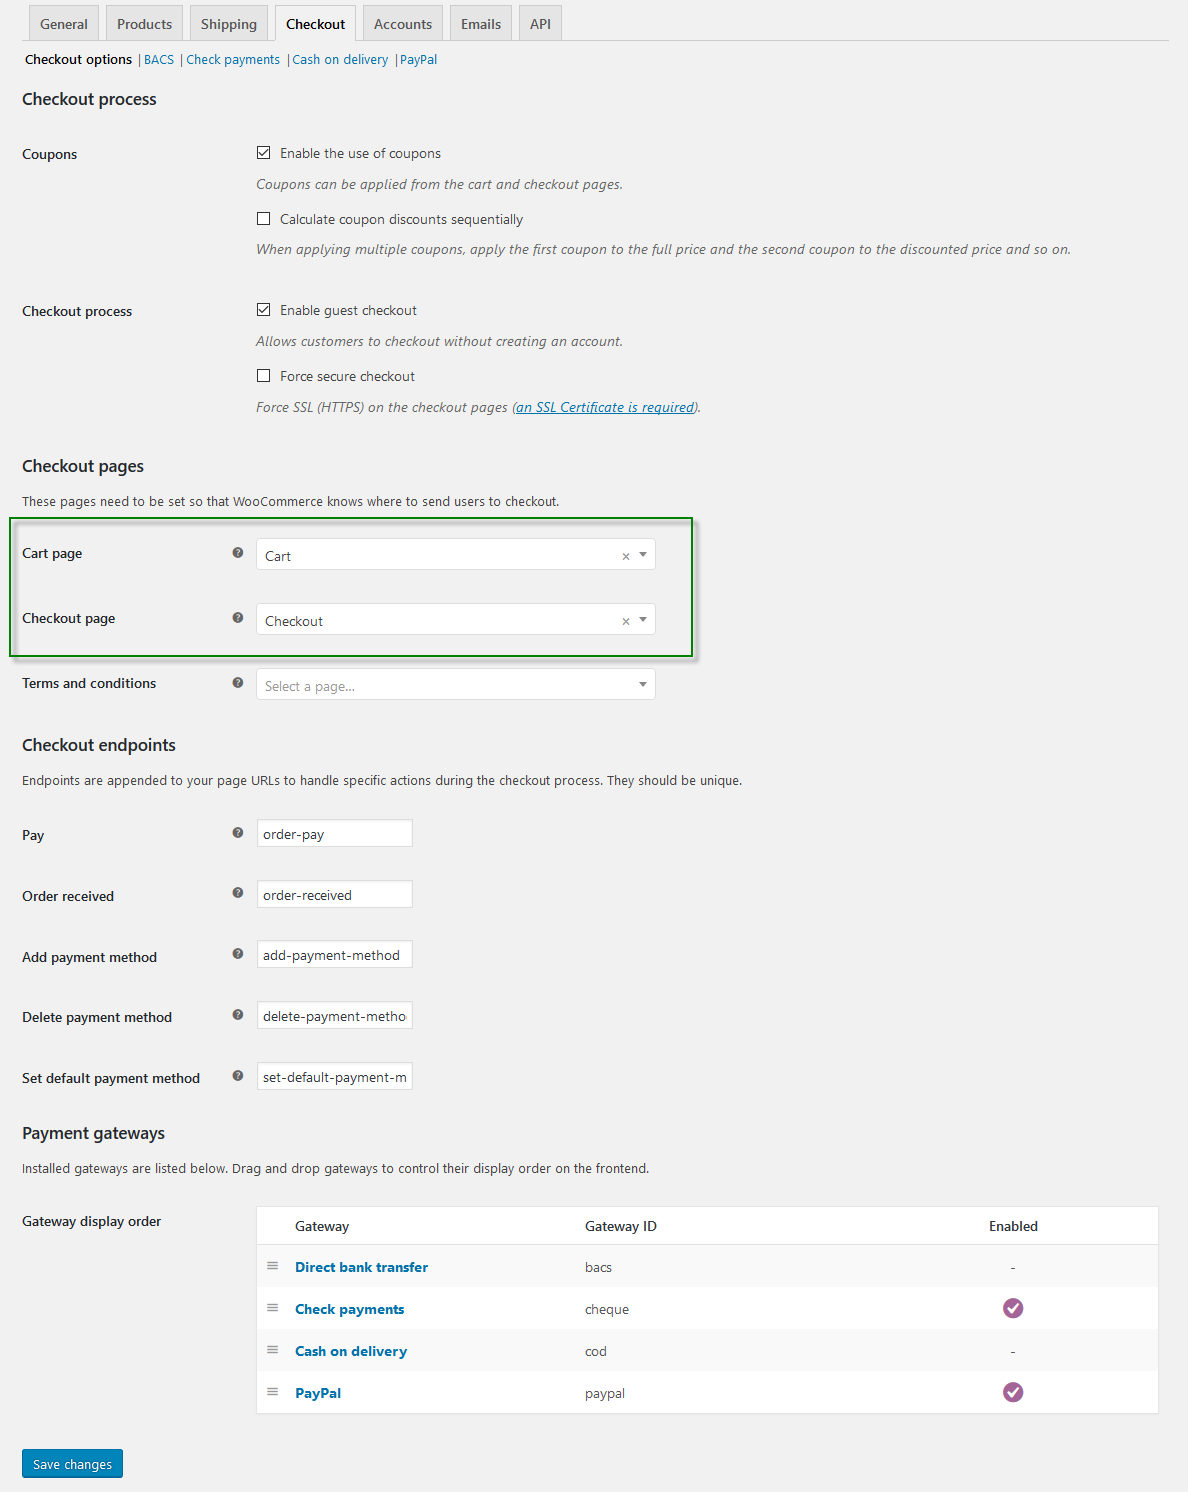 General Products Shipping Checkout Accounts Emails API
Checkout options | BACS | Check payments | Cash on delivery | PayPal
Checkout process
Coupons
Enable the use of coupons
Coupons can be applied from the cart and checkout pages.
Calculate coupon discounts sequentially
When applying multiple coupons, apply the first coupon to the full price and the second coupon to the discounted price and so on.
Checkout process
Enable guest checkout
Allows customers to checkout without creating an account.
Force secure checkout
Force SSL (HTTPS) on the checkout pages (an SSL Certificate is required).
Checkout pages
These pages need to be set so that WooCommerce knows where to send users to checkout.
Cart page ? Cart ×
Checkout page ? Checkout ×
Terms and conditions ? Select a page...
Checkout endpoints
Endpoints are appended to your page URLs to handle specific actions during the checkout process. They should be unique.
Pay ? order-pay
Order received ? order-received
Add payment method ? add-payment-method
Delete payment method ? delete-payment-metho
Set default payment method ? set-default-payment-m
Payment gateways
Installed gateways are listed below. Drag and drop gateways to control their display order on the frontend.
Gateway display order
Gateway Gateway ID Enabled
Direct bank transfer bacs -
Check payments cheque
Cash on delivery cod -
PayPal paypal
Save changes